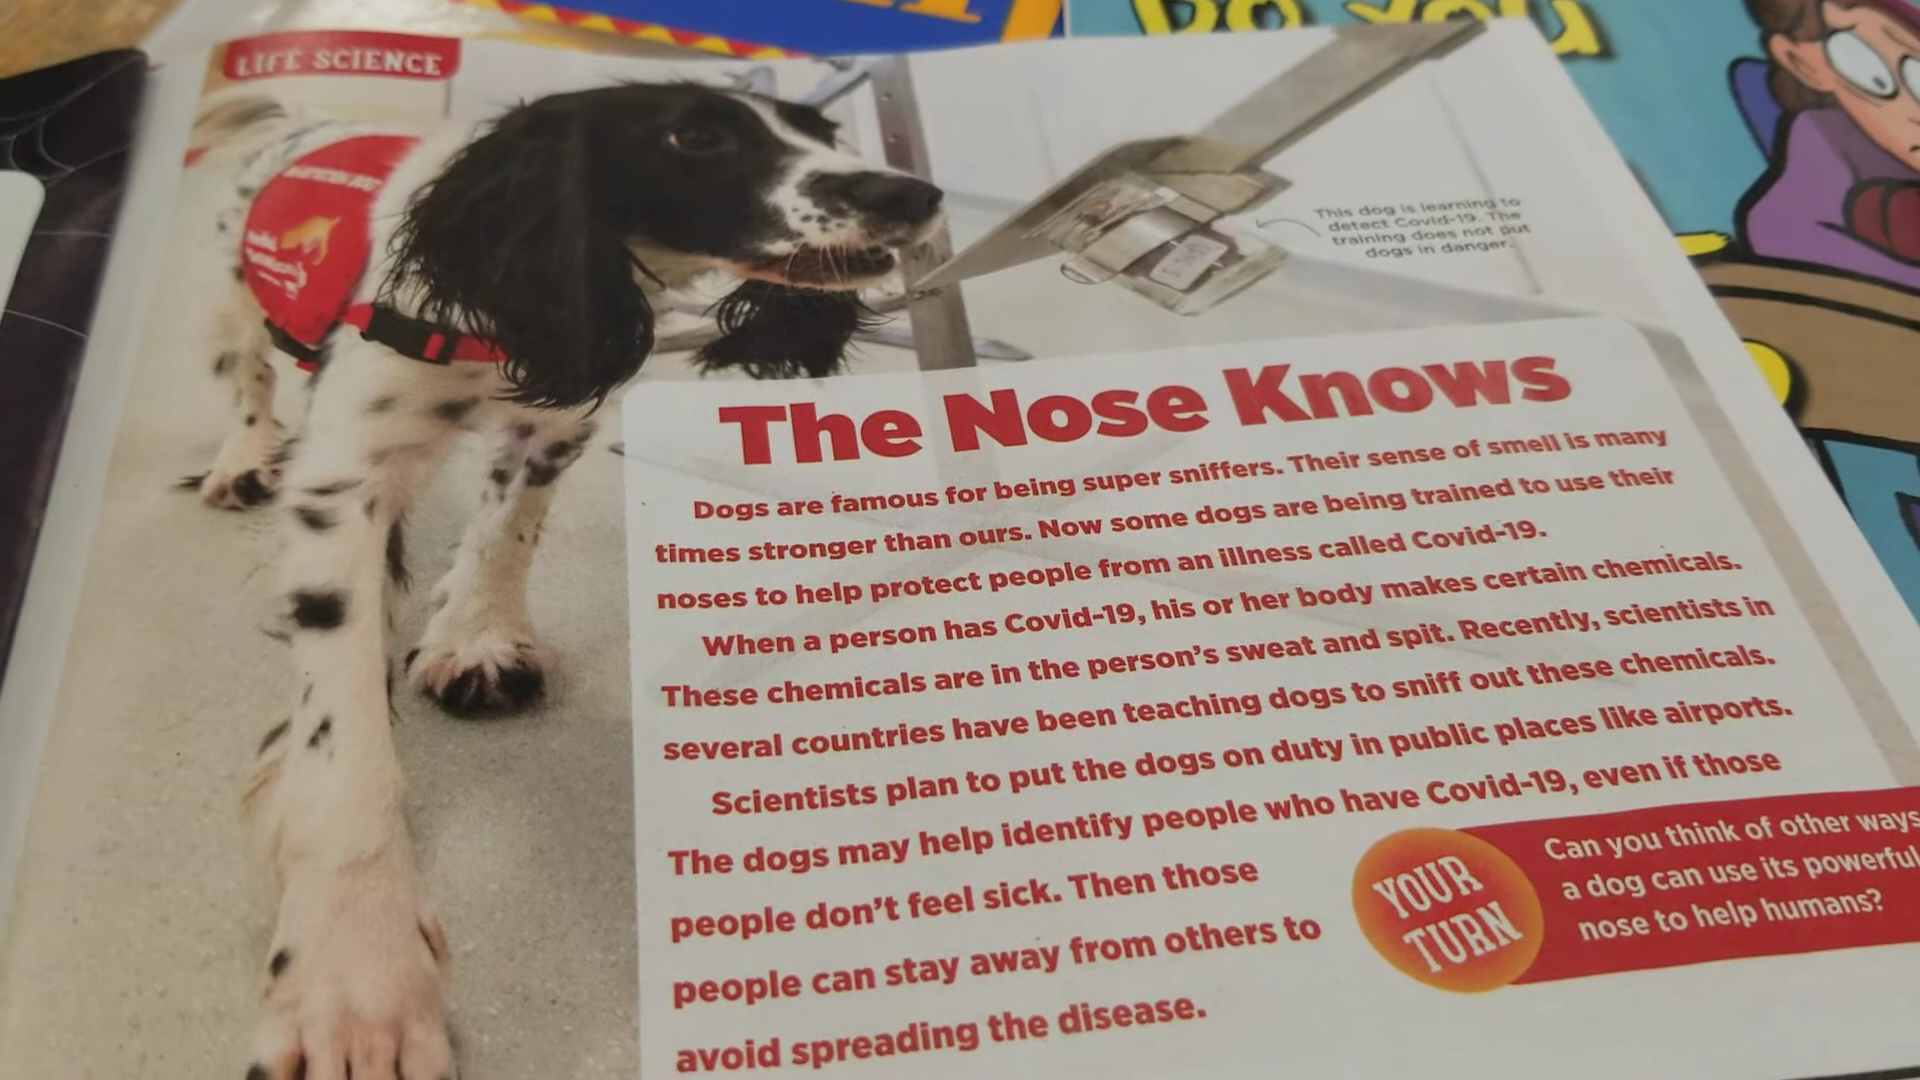 Do You
LIFE SCIENCE
This dog is learning to
detect Covid-19. The
training does not put
dogs in danger.
The Nose Knows
Dogs are famous for being super sniffers. Their sense of smell is many
times stronger than ours. Now some dogs are being trained to use their
noses to help protect people from an illness called Covid-19.
When a person has Covid-19, his or her body makes certain chemicals.
These chemicals are in the person's sweat and spit. Recently, scientists in
several countries have been teaching dogs to sniff out these chemicals.
Scientists plan to put the dogs on duty in public places like airports.
The dogs may help identify people who have Covid-19, even if those
people don't feel sick. Then those
people can stay away from others to
avoid spreading the disease.
YOUR
TURN
Can you think of other ways
a dog can use its powerful
nose to help humans?